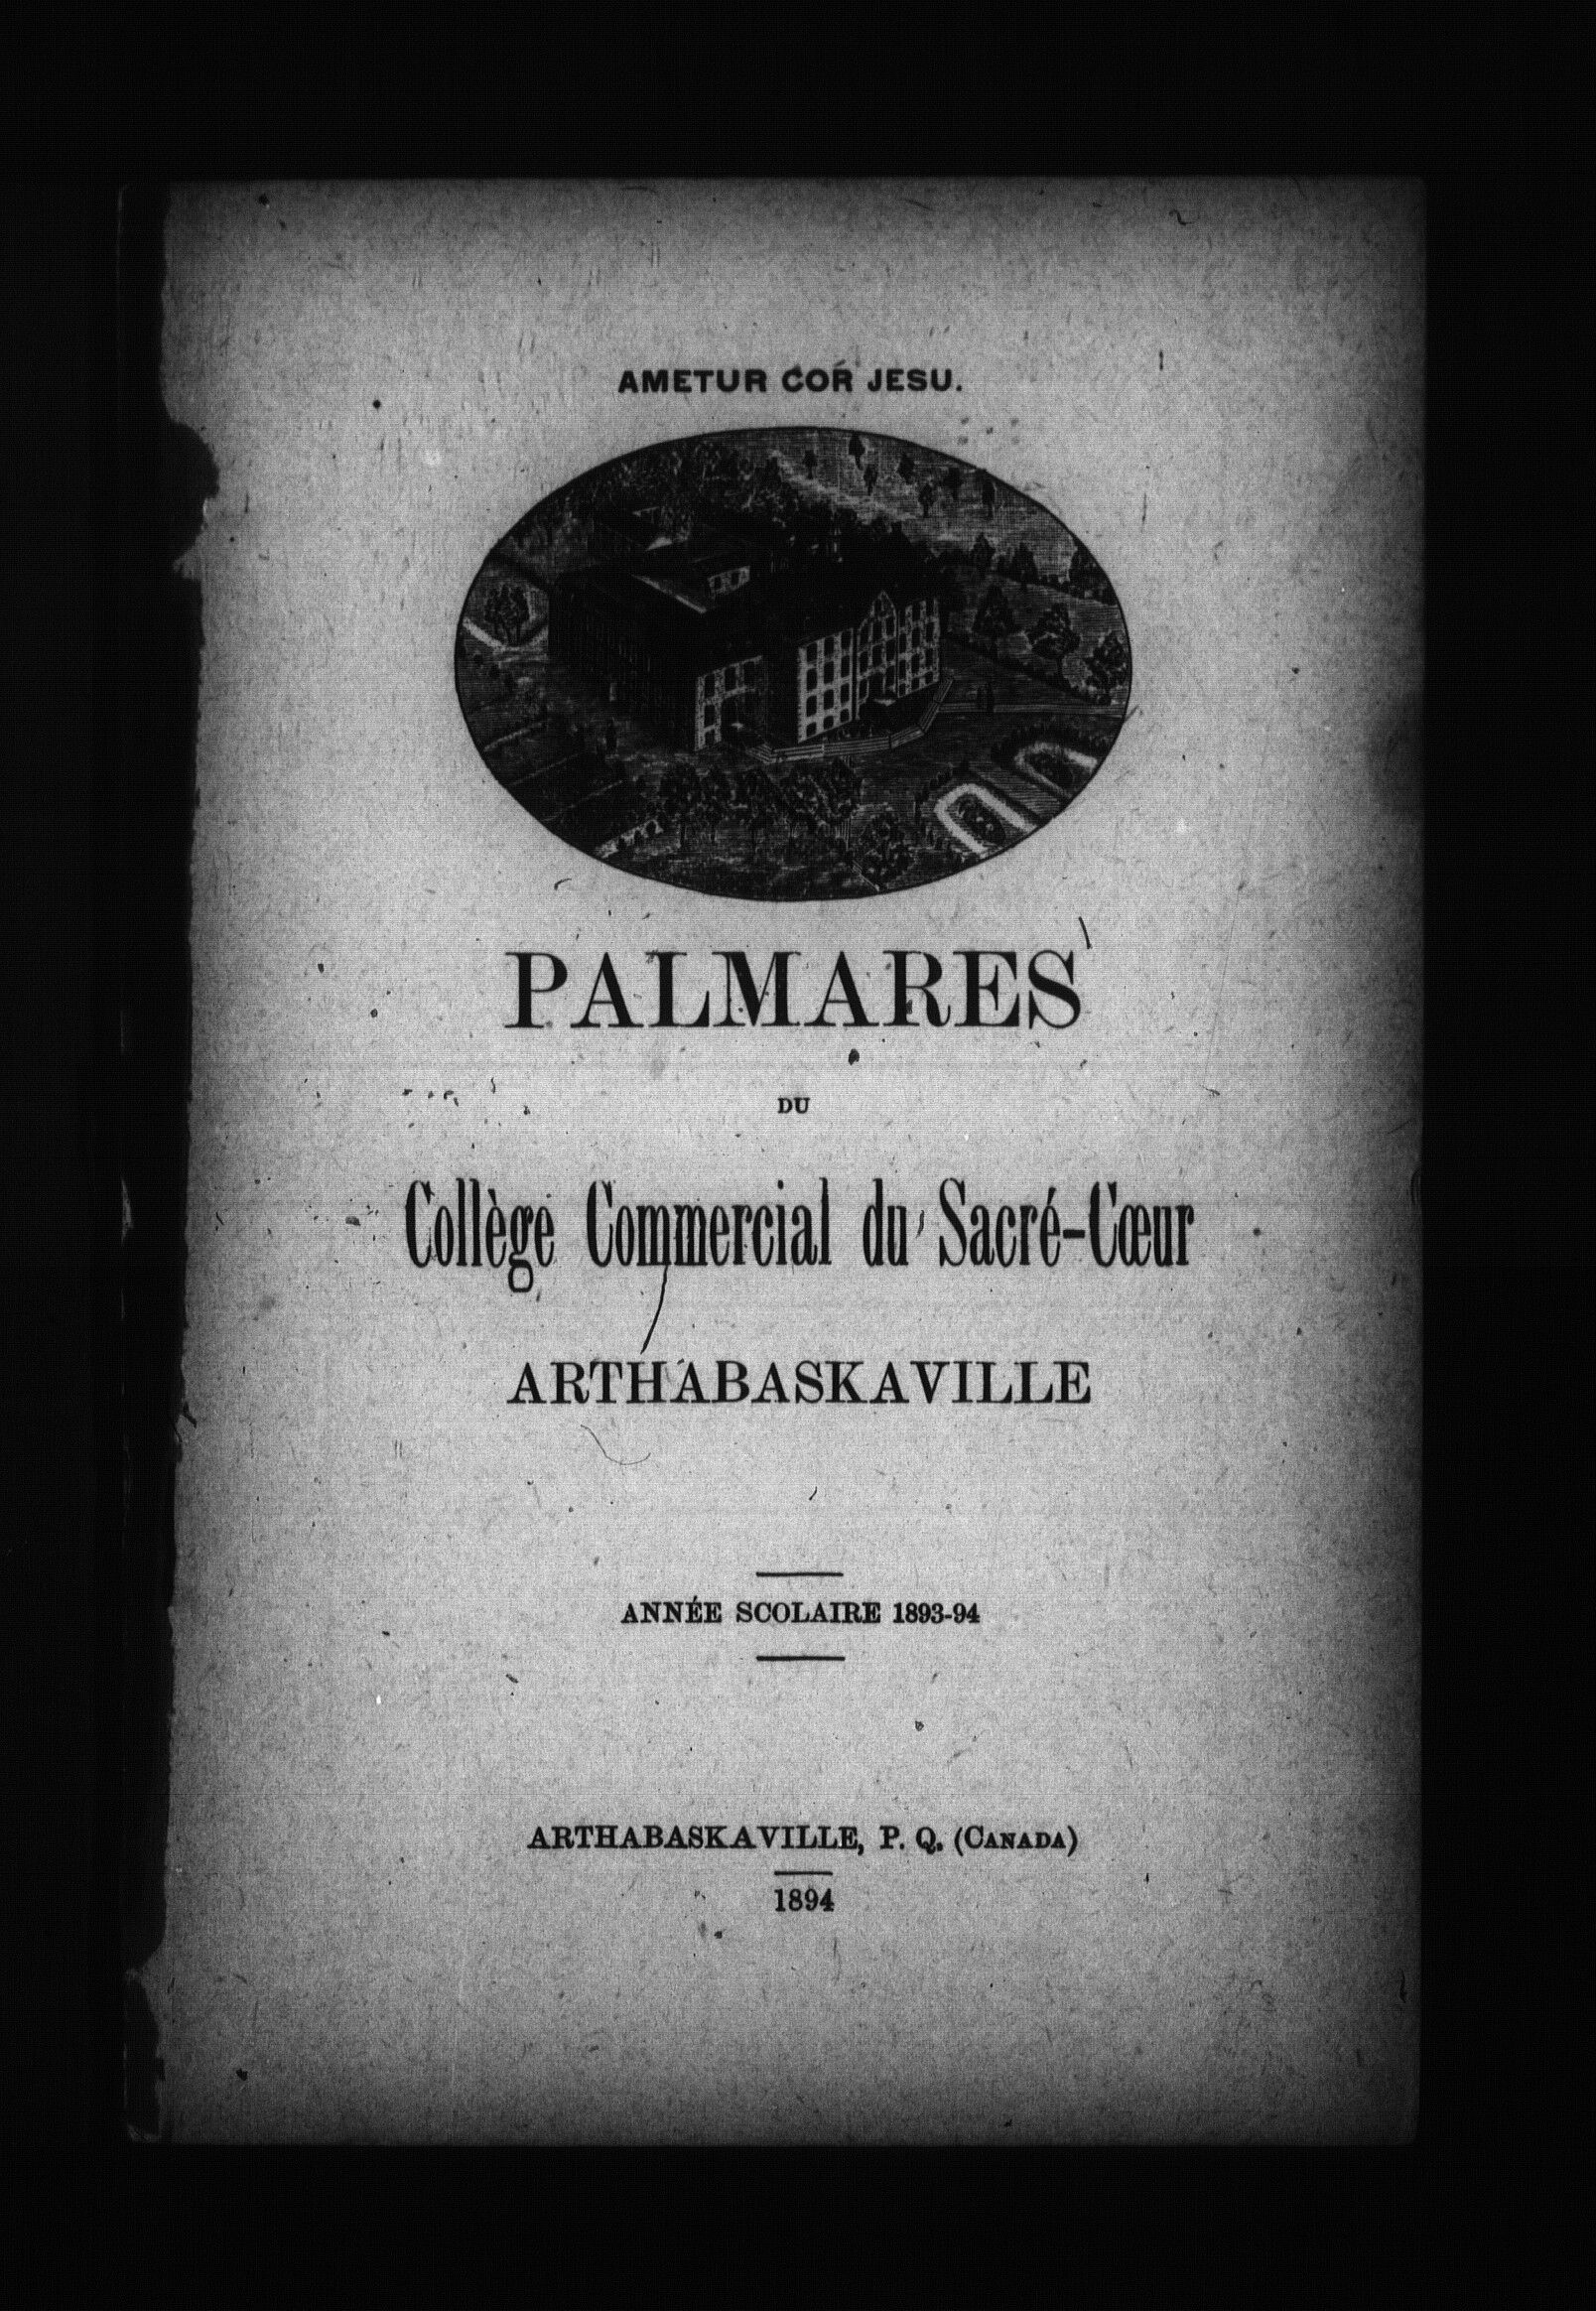 AMETUR COR JESU.
PALMARES
DU
Collège Commercial du Sacré-Cœur
ARTHABASKAVILLE
ANNÉE SCOLAIRE 1893-94
ARTHABASKAVILLE, P. Q. (CANADA)
1894